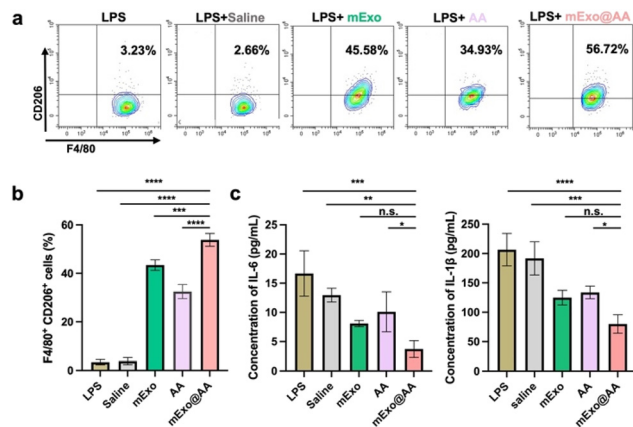 a
LPS
LPS+Saline
LPS+ mExo
LPS+ AA
LPS+ mExo@AA
3.23%
2.66%
45.58%
34.93%
56.72%
CD206
F4/80
b
****
****
***
****
F4/80+ CD206+ cells (%)
60
40
20
0
LPS
Saline
mExo
AA
mExo@AA
c
***
**
n.s.
*
Concentration of IL-6 (pg/mL)
25
20
15
10
5
0
LPS
Saline
mExo
AA
mExo@AA
****
***
n.s.
*
Concentration of IL-1β (pg/mL)
250
200
150
100
50
0
LPS
Saline
mExo
AA
mExo@AA